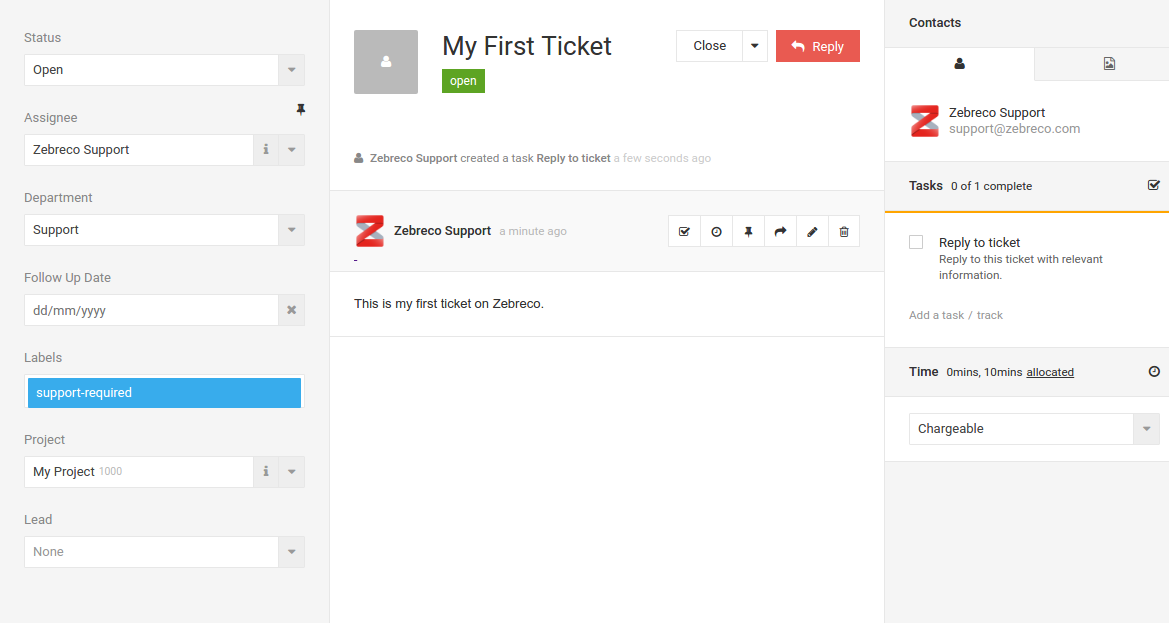 Status
Open
Assignee
Zebreco Support
Department
Support
Follow Up Date
dd/mm/yyyy
Labels
support-required
Project
My Project 1000
Lead
None
My First Ticket
open
Close
Reply
Zebreco Support created a task Reply to ticket a few seconds ago
Zebreco Support a minute ago
-
This is my first ticket on Zebreco.
Contacts
Zebreco Support
support@zebreco.com
Tasks 0 of 1 complete
Reply to ticket
Reply to this ticket with relevant
information.
Add a task / track
Time 0mins, 10mins allocated
Chargeable